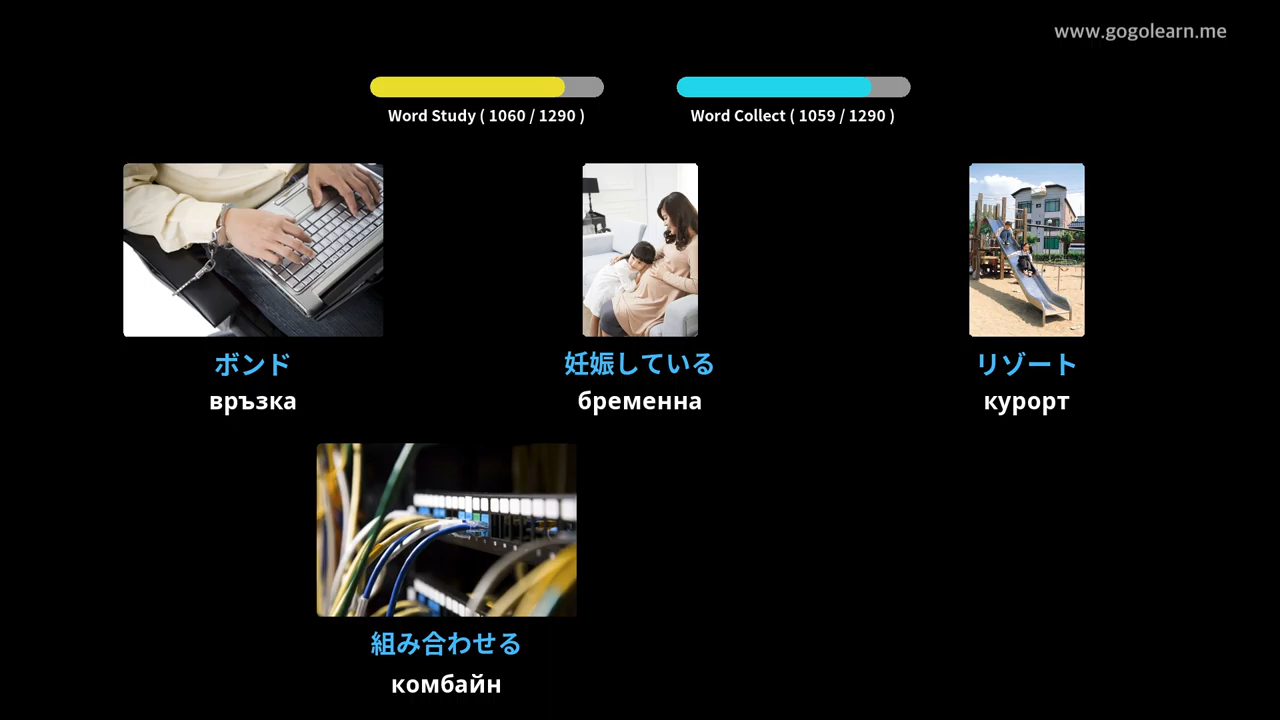 www.gogolearn.me
Word Study ( 1060 / 1290 )
Word Collect ( 1059 / 1290 )
ボンド
връзка
妊娠している
бременна
リゾート
курорт
組み合わせる
комбайн